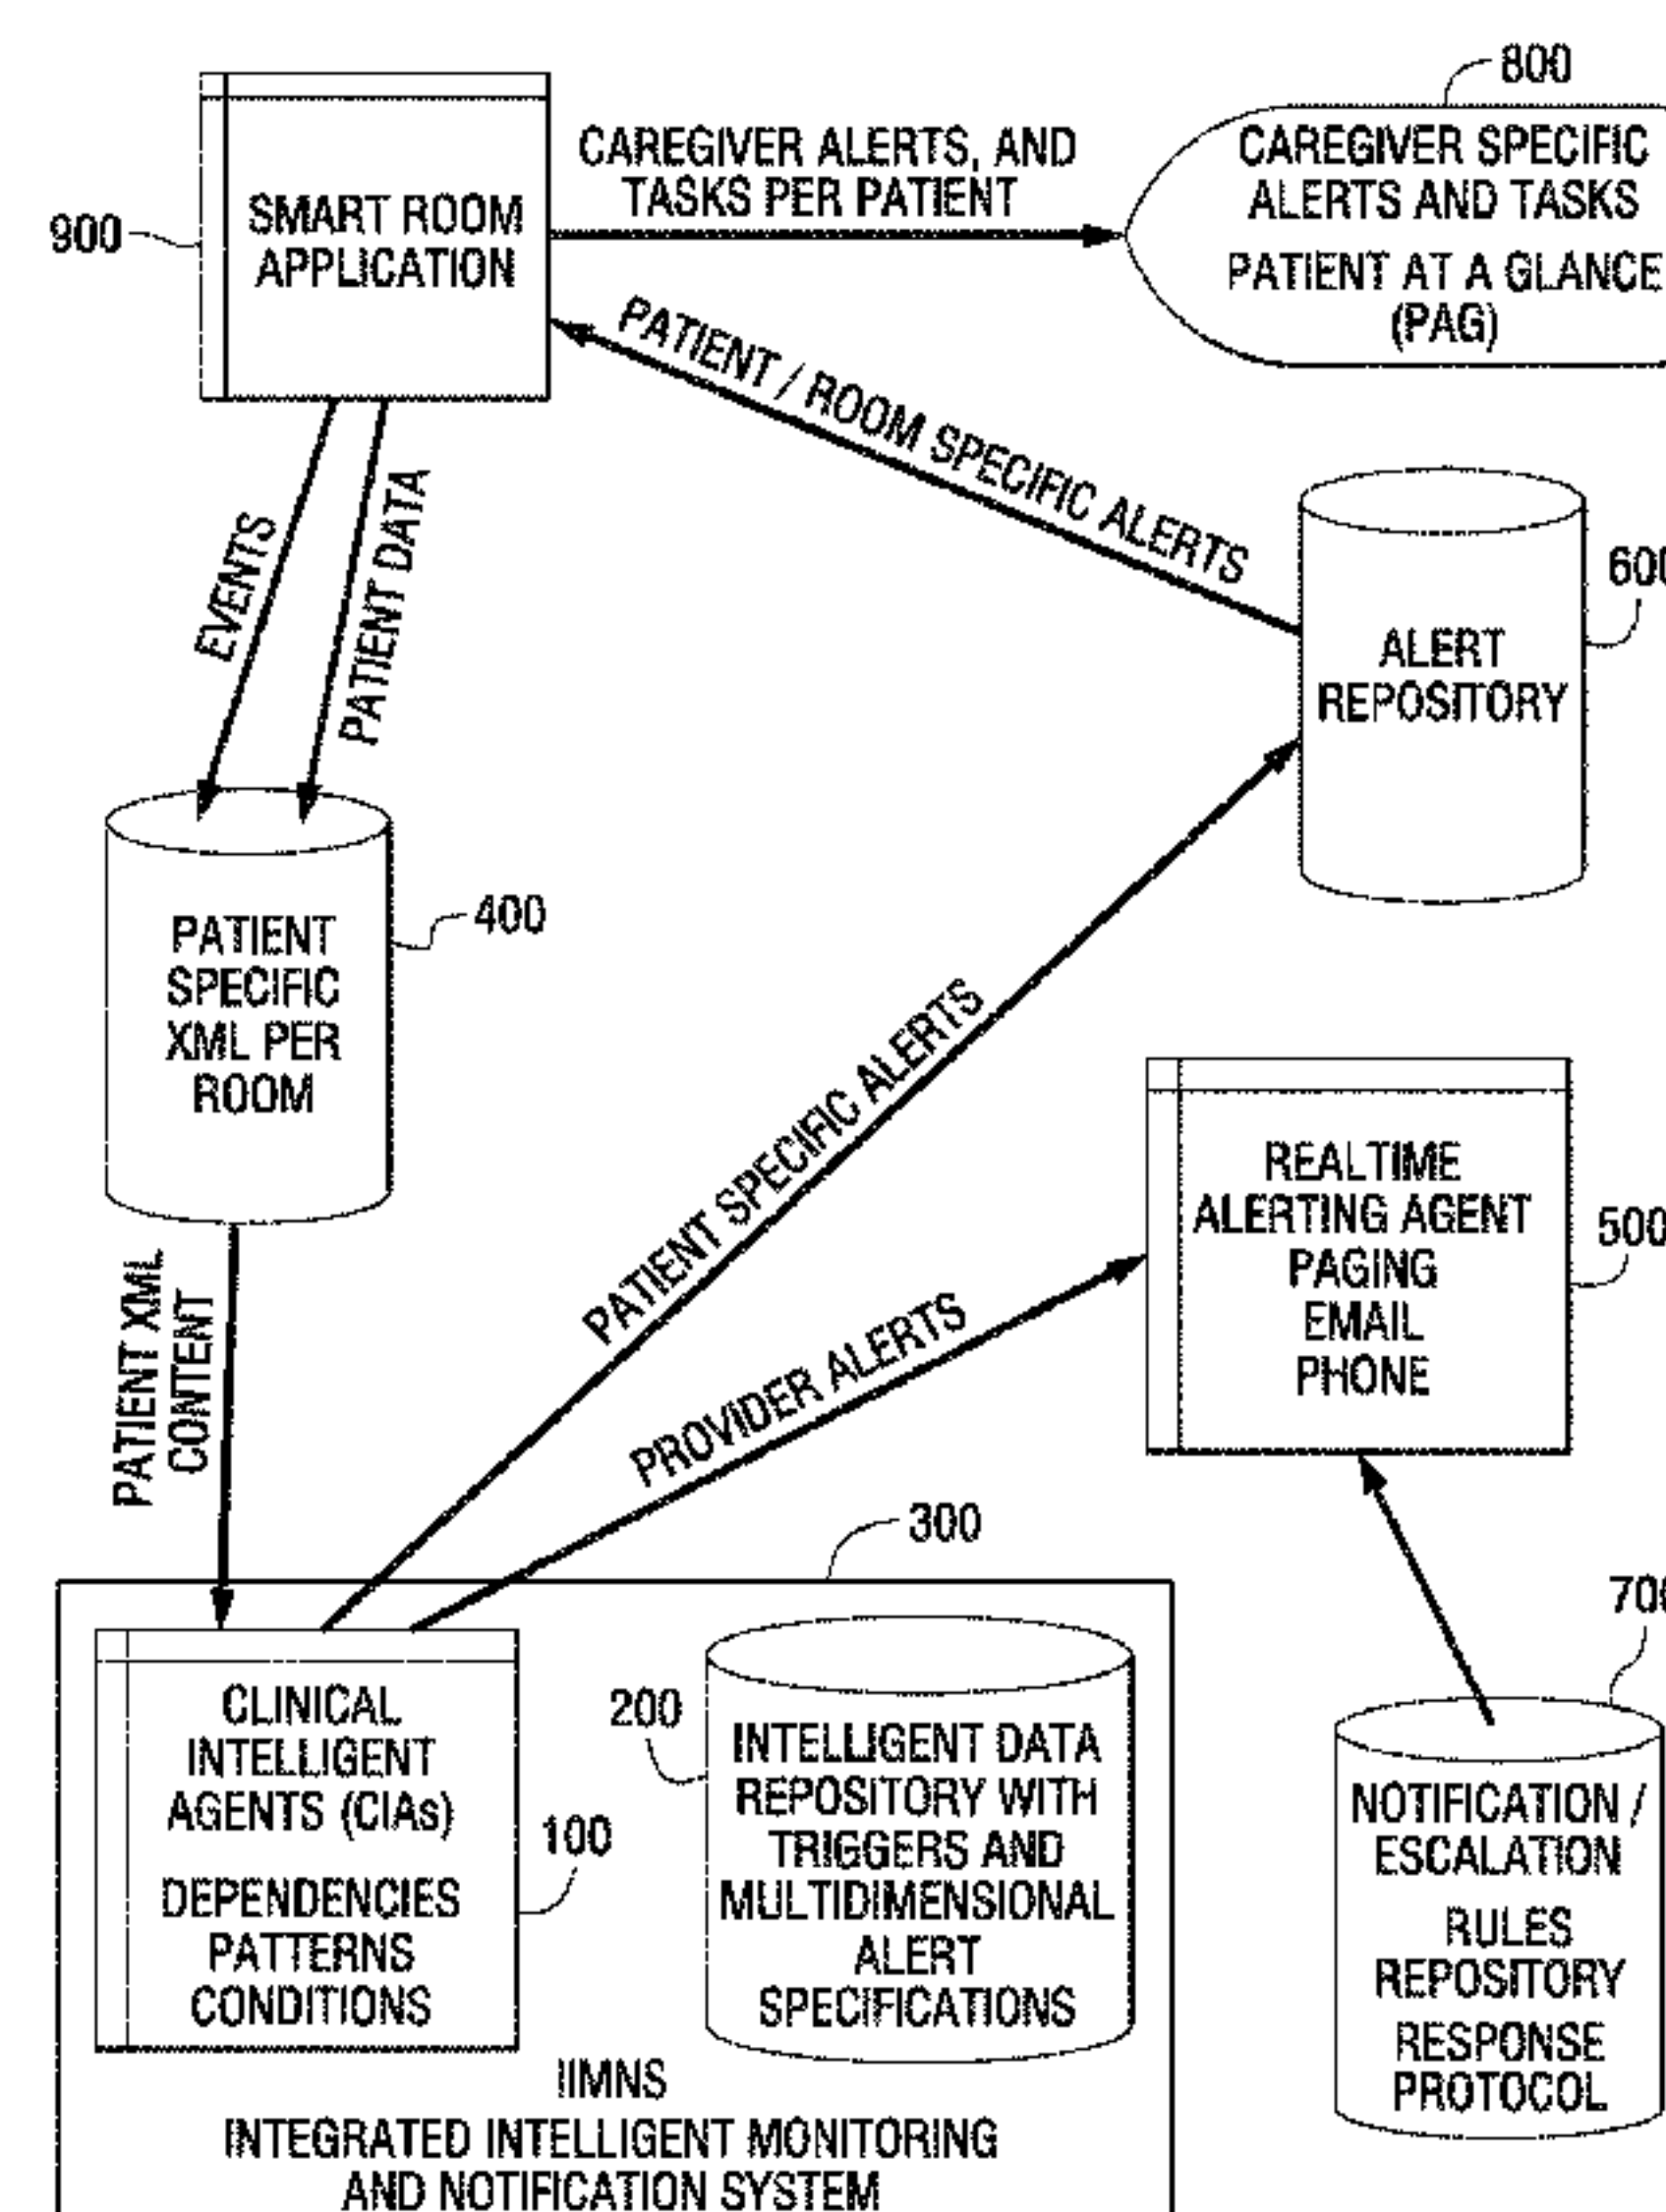 800
CAREGIVER SPECIFIC
ALERTS AND TASKS
PATIENT AT A GLANCE
(PAG)
CAREGIVER ALERTS, AND
TASKS PER PATIENT
900
SMART ROOM
APPLICATION
PATIENT / ROOM SPECIFIC ALERTS
EVENTS
PATIENT DATA
600
ALERT
REPOSITORY
400
PATIENT
SPECIFIC
XML PER
ROOM
PATIENT SPECIFIC ALERTS
REALTIME
ALERTING AGENT
PAGING
EMAIL
PHONE
500
PATIENT XML
CONTENT
PROVIDER ALERTS
300
700
CLINICAL
INTELLIGENT
AGENTS (CIAs)
DEPENDENCIES
PATTERNS
CONDITIONS
100
200
INTELLIGENT DATA
REPOSITORY WITH
TRIGGERS AND
MULTIDIMENSIONAL
ALERT
SPECIFICATIONS
NOTIFICATION /
ESCALATION
RULES
REPOSITORY
RESPONSE
PROTOCOL
IIMNS
INTEGRATED INTELLIGENT MONITORING
AND NOTIFICATION SYSTEM